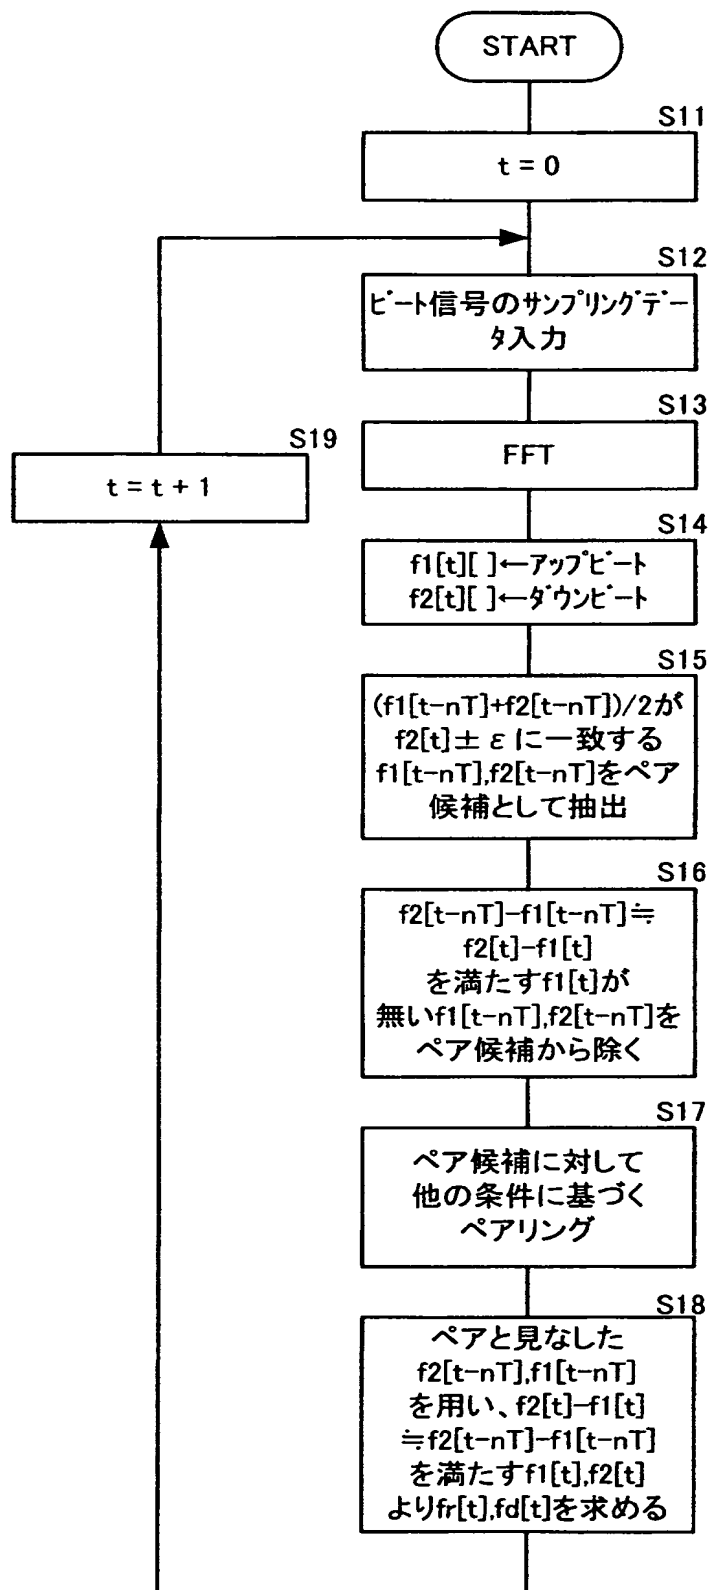 START
S11
t = 0
S12
ﾋﾞｰﾄ信号のｻﾝﾌﾟﾘﾝｸﾞﾃﾞｰ
ﾀ入力
S13
FFT
S19
t = t + 1
S14
f1[t][ ]←ｱｯﾌﾟﾋﾞｰﾄ
f2[t][ ]←ﾀﾞｳﾝﾋﾞｰﾄ
S15
(f1[t-nT]+f2[t-nT])/2が
f2[t]±εに一致する
f1[t-nT],f2[t-nT]をペア
候補として抽出
S16
f2[t-nT]-f1[t-nT]≒
f2[t]-f1[t]
を満たすf1[t]が
無いf1[t-nT],f2[t-nT]を
ペア候補から除く
S17
ペア候補に対して
他の条件に基づく
ペアリング
S18
ペアと見なした
f2[t-nT],f1[t-nT]
を用い、f2[t]-f1[t]
≒f2[t-nT]-f1[t-nT]
を満たすf1[t],f2[t]
よりfr[t],fd[t]を求める